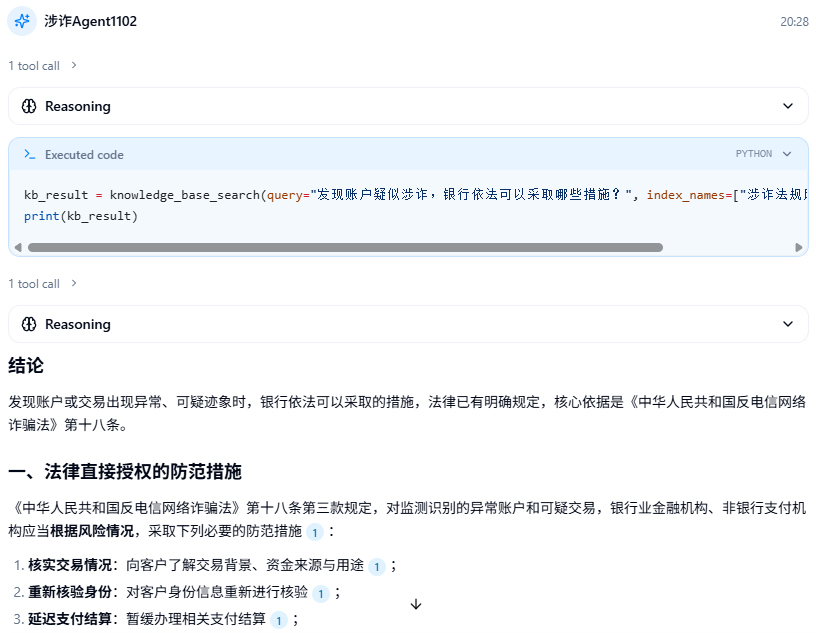 涉诈Agent1102
20:28
1 tool call
Reasoning
Executed code
PYTHON
kb_result = knowledge_base_search(query="发现账户疑似涉诈，银行依法可以采取哪些措施？", index_names=["涉诈法规
print(kb_result)
1 tool call
Reasoning
结论
发现账户或交易出现异常、可疑迹象时，银行依法可以采取的措施，法律已有明确规定，核心依据是《中华人民共和国反电信网络
诈骗法》第十八条。
一、法律直接授权的防范措施
《中华人民共和国反电信网络诈骗法》第十八条第三款规定，对监测识别的异常账户和可疑交易，银行业金融机构、非银行支付机
构应当根据风险情况，采取下列必要的防范措施 1 ：
1. 核实交易情况：向客户了解交易背景、资金来源与用途 1 ；
2. 重新核验身份：对客户身份信息重新进行核验 1 ；
3. 延迟支付结算：暂缓办理相关支付结算 1 ；